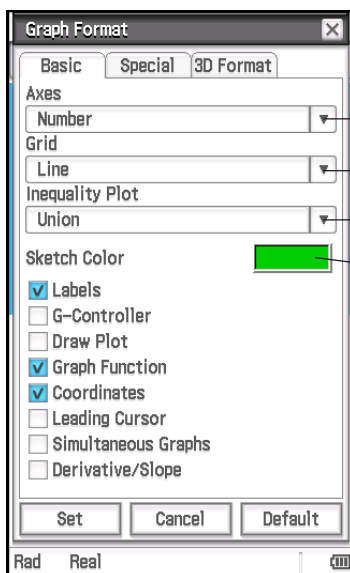 Graph Format
Basic Special 3D Format
Axes
Number
Grid
Line
Inequality Plot
Union
Sketch Color
Labels
G-Controller
Draw Plot
Graph Function
Coordinates
Leading Cursor
Simultaneous Graphs
Derivative/Slope
Set Cancel Default
Rad Real